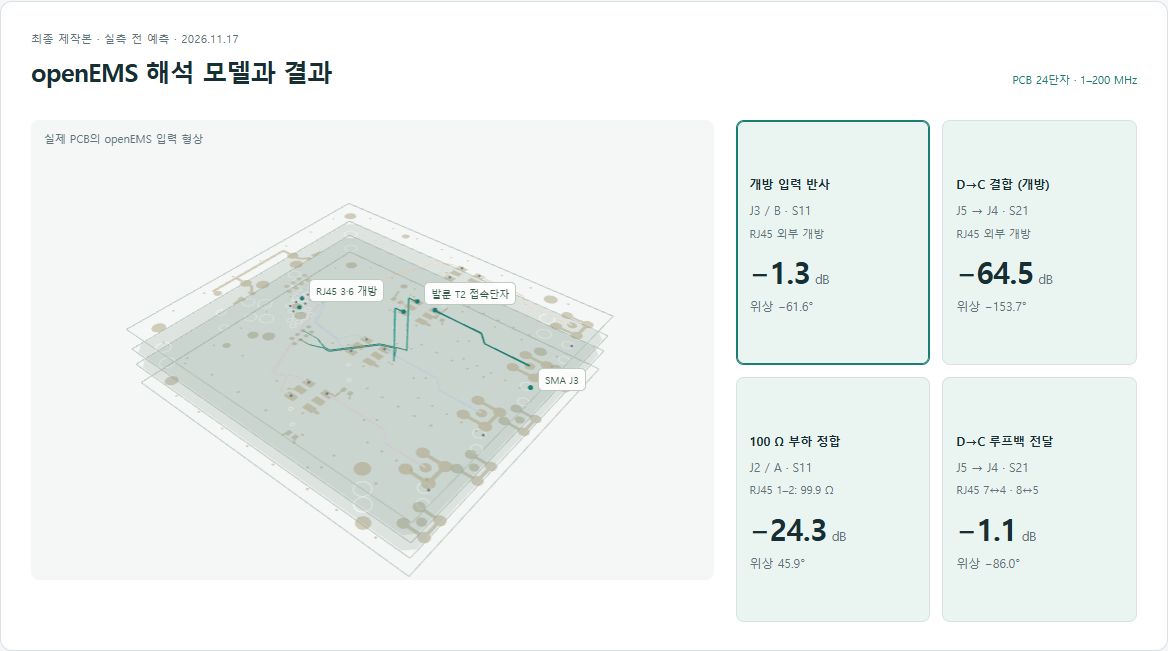 최종 제작본 · 실측 전 예측 · 2026.11.17
openEMS 해석 모델과 결과
PCB 24단자 · 1–200 MHz
실제 PCB의 openEMS 입력 형상
RJ45 3·6 개방
발룬 T2 접속단자
SMA J3
개방 입력 반사
J3 / B · S11
RJ45 외부 개방
−1.3 dB
위상 −61.6°
D→C 결합 (개방)
J5 → J4 · S21
RJ45 외부 개방
−64.5 dB
위상 −153.7°
100 Ω 부하 정합
J2 / A · S11
RJ45 1–2: 99.9 Ω
−24.3 dB
위상 45.9°
D→C 루프백 전달
J5 → J4 · S21
RJ45 7↔4 · 8↔5
−1.1 dB
위상 −86.0°